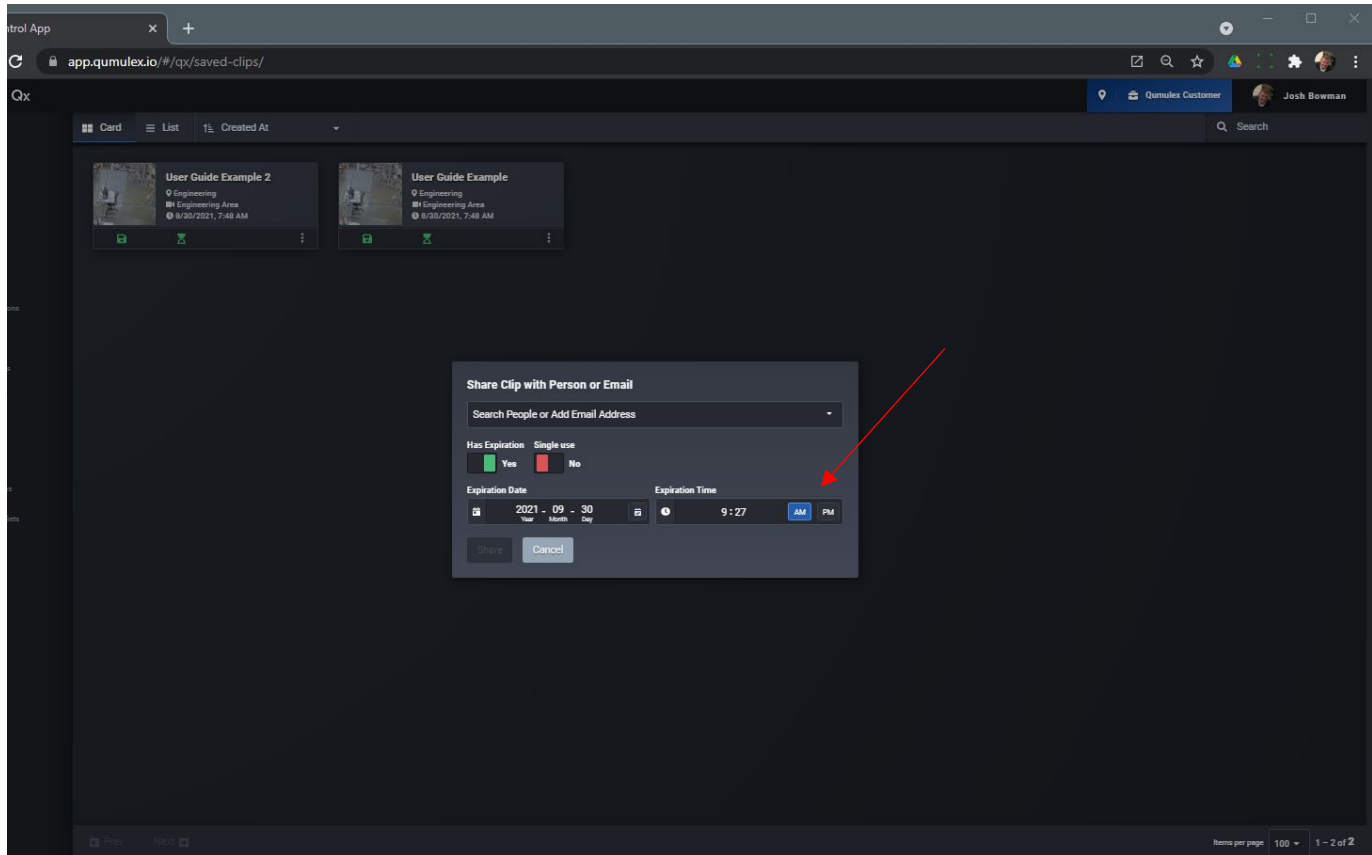 ntrol App
app.qumulex.io/#/qx/saved-clips/
Qx
Qumulex Customer
Josh Bowman
Card
List
Created At
Search
User Guide Example 2
Engineering
Engineering Area
8/30/2021, 7:48 AM
User Guide Example
Engineering
Engineering Area
8/30/2021, 7:48 AM
ons
s
s
Sets
Share Clip with Person or Email
Search People or Add Email Address
Has Expiration Single use
Yes No
Expiration Date Expiration Time
2021 - 09 - 30 9:27 AM PM
Year Month Day
Share Cancel
Prev Next
Items per page 100 1 – 2 of 2